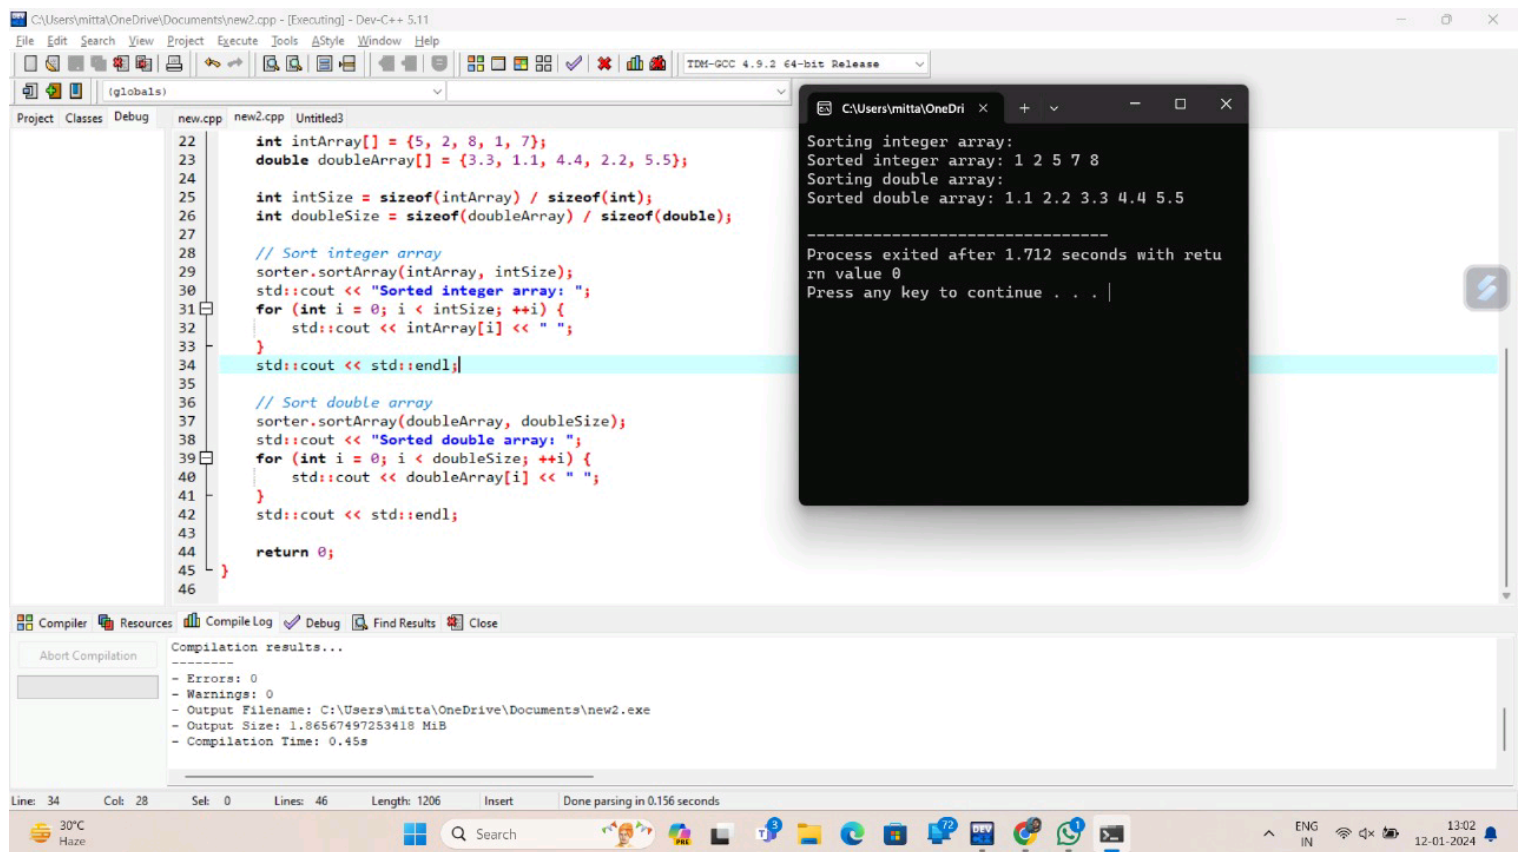 C:\Users\mitta\OneDrive\Documents\new2.cpp - [Executing] - Dev-C++ 5.11
File Edit Search View Project Execute Tools AStyle Window Help
TDM-GCC 4.9.2 64-bit Release
(globals)
Project Classes Debug
new.cpp new2.cpp Untitled3
22 int intArray[] = {5, 2, 8, 1, 7};
23 double doubleArray[] = {3.3, 1.1, 4.4, 2.2, 5.5};
24
25 int intSize = sizeof(intArray) / sizeof(int);
26 int doubleSize = sizeof(doubleArray) / sizeof(double);
27
28 // Sort integer array
29 sorter.sortArray(intArray, intSize);
30 std::cout << "Sorted integer array: ";
31 for (int i = 0; i < intSize; ++i) {
32 std::cout << intArray[i] << " ";
33 }
34 std::cout << std::endl;
35
36 // Sort double array
37 sorter.sortArray(doubleArray, doubleSize);
38 std::cout << "Sorted double array: ";
39 for (int i = 0; i < doubleSize; ++i) {
40 std::cout << doubleArray[i] << " ";
41 }
42 std::cout << std::endl;
43
44 return 0;
45 }
46
C:\Users\mitta\OneDri
Sorting integer array:
Sorted integer array: 1 2 5 7 8
Sorting double array:
Sorted double array: 1.1 2.2 3.3 4.4 5.5
--------------------------------
Process exited after 1.712 seconds with retu
rn value 0
Press any key to continue . . .
Compiler Resources Compile Log Debug Find Results Close
Abort Compilation
Compilation results...
--------
- Errors: 0
- Warnings: 0
- Output Filename: C:\Users\mitta\OneDrive\Documents\new2.exe
- Output Size: 1.86567497253418 MiB
- Compilation Time: 0.45s
Line: 34 Col: 28 Sel: 0 Lines: 46 Length: 1206 Insert Done parsing in 0.156 seconds
30°C
Haze
Search
PRE
3
72
DEV
1
ENG
IN
13:02
12-01-2024